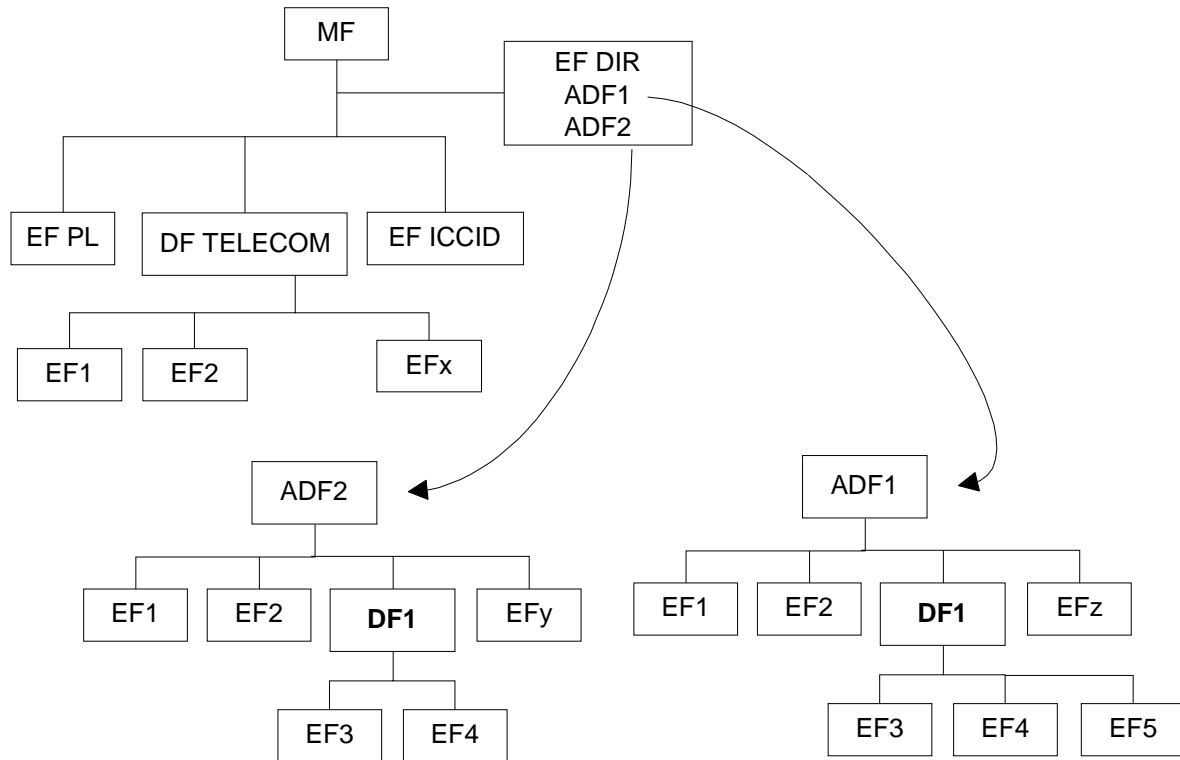 MF
EF DIR
ADF1
ADF2
EF PL
DF TELECOM
EF ICCID
EF1
EF2
EFx
ADF2
ADF1
EF1
EF2
DF1
EFy
EF1
EF2
DF1
EFz
EF3
EF4
EF3
EF4
EF5